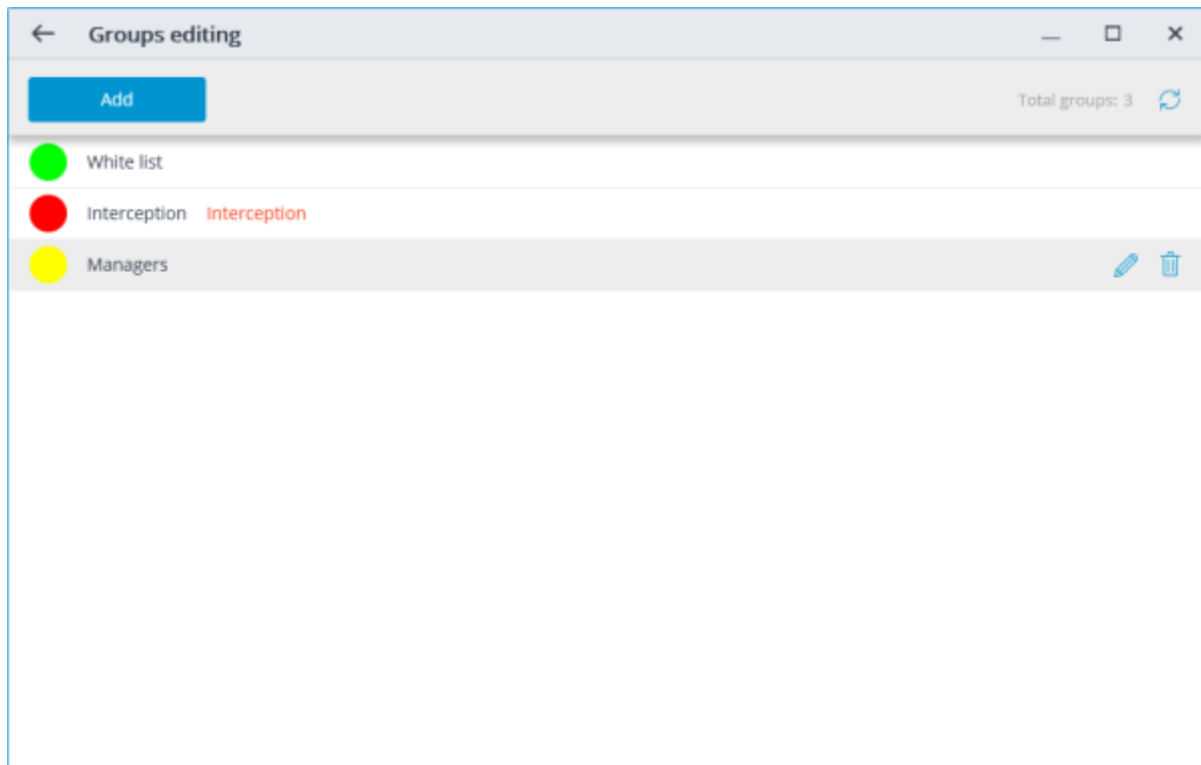 Groups editing
Add Total groups: 3
White list
Interception Interception
Managers